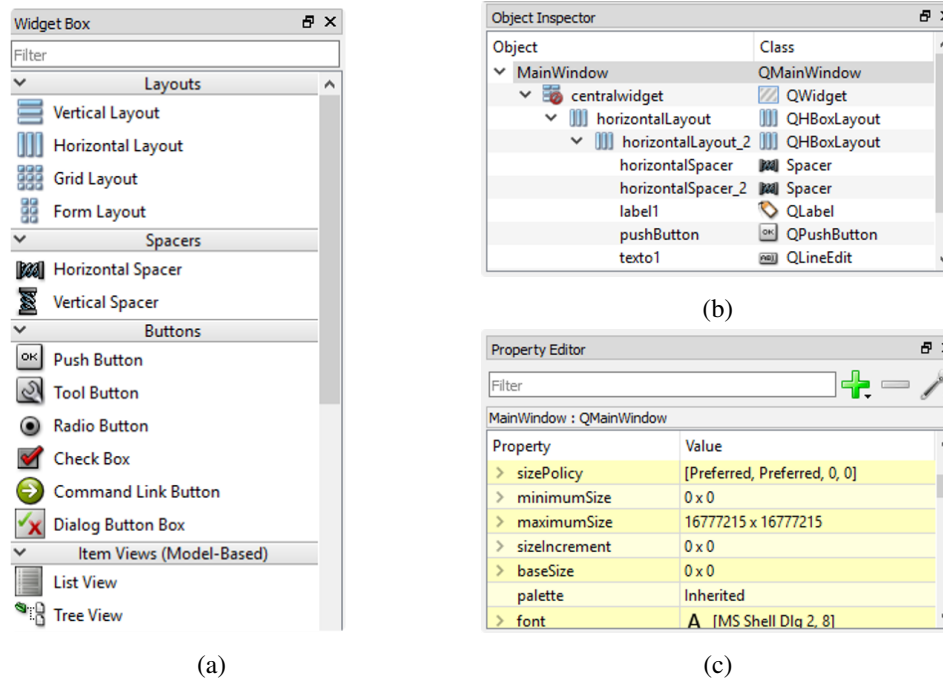 Widget Box
Filter
Layouts
Vertical Layout
Horizontal Layout
Grid Layout
Form Layout
Spacers
Horizontal Spacer
Vertical Spacer
Buttons
OK Push Button
Tool Button
Radio Button
Check Box
Command Link Button
Dialog Button Box
Item Views (Model-Based)
List View
Tree View
(a)
Object Inspector
Object Class
MainWindow QMainWindow
centralwidget QWidget
horizontalLayout QHBoxLayout
horizontalLayout_2 QHBoxLayout
horizontalSpacer Spacer
horizontalSpacer_2 Spacer
label1 QLabel
pushButton OK QPushButton
texto1 QLineEdit
(b)
Property Editor
Filter
MainWindow : QMainWindow
Property Value
sizePolicy [Preferred, Preferred, 0, 0]
minimumSize 0 x 0
maximumSize 16777215 x 16777215
sizeIncrement 0 x 0
baseSize 0 x 0
palette Inherited
font A [MS Shell Dlg 2, 8]
(c)